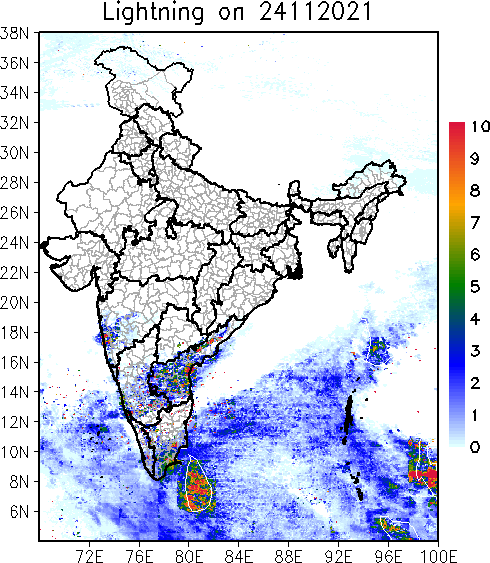 Lightning on 24112021
38N
36N
34N
32N
30N
28N
26N
24N
22N
20N
18N
16N
14N
12N
10N
8N
6N
72E 76E 80E 84E 88E 92E 96E 100E
10
9
8
7
6
5
4
3
2
1
0